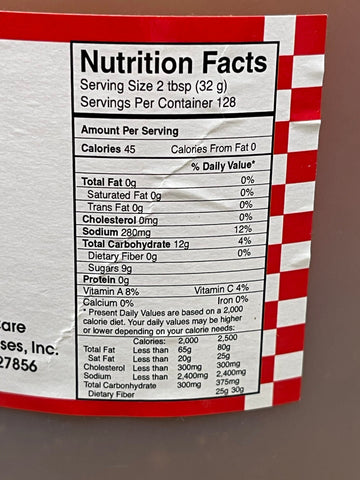 Nutrition Facts
Serving Size 2 tbsp (32 g)
Servings Per Container 128
Amount Per Serving
Calories 45 Calories From Fat 0
% Daily Value*
Total Fat 0g 0%
Saturated Fat 0g 0%
Trans Fat 0g 0%
Cholesterol 0mg 0%
Sodium 280mg 12%
Total Carbohydrate 12g 4%
Dietary Fiber 0g 0%
Sugars 9g
Protein 0g
Vitamin A 8% Vitamin C 4%
Calcium 0% Iron 0%
* Present Daily Values are based on a 2,000
calorie diet. Your daily values may be higher
or lower depending on your calorie needs:
Calories: 2,000 2,500
Total Fat Less than 65g 80g
Sat Fat Less than 20g 25g
Cholesterol Less than 300mg 300mg
Sodium Less than 2,400mg 2,400mg
Total Carbonhydrate 300mg 375mg
Dietary Fiber 25g 30g
are
ses, Inc.
27856